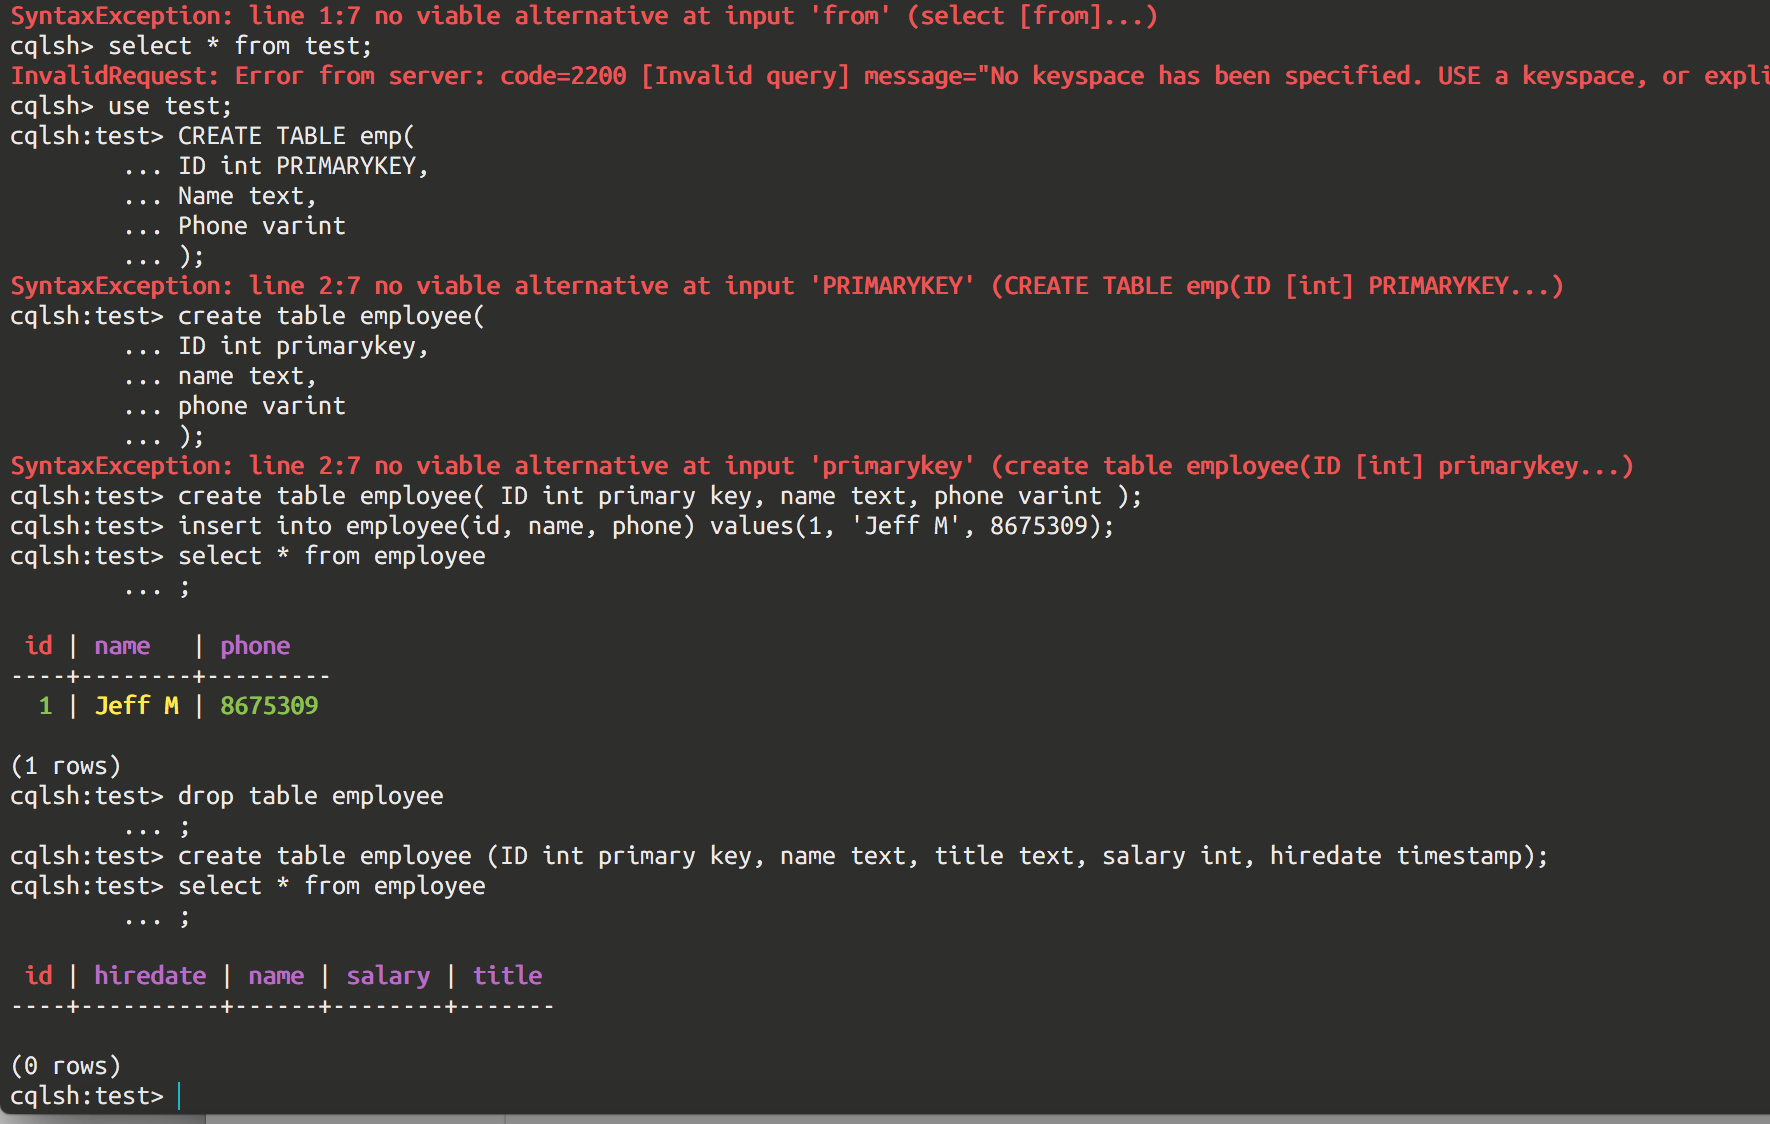 SyntaxException: line 1:7 no viable alternative at input 'from' (select [from]...)
cqlsh> select * from test;
InvalidRequest: Error from server: code=2200 [Invalid query] message="No keyspace has been specified. USE a keyspace, or expli
cqlsh> use test;
cqlsh:test> CREATE TABLE emp(
        ... ID int PRIMARYKEY,
        ... Name text,
        ... Phone varint
        ... );
SyntaxException: line 2:7 no viable alternative at input 'PRIMARYKEY' (CREATE TABLE emp(ID [int] PRIMARYKEY...)
cqlsh:test> create table employee(
        ... ID int primarykey,
        ... name text,
        ... phone varint
        ... );
SyntaxException: line 2:7 no viable alternative at input 'primarykey' (create table employee(ID [int] primarykey...)
cqlsh:test> create table employee( ID int primary key, name text, phone varint );
cqlsh:test> insert into employee(id, name, phone) values(1, 'Jeff M', 8675309);
cqlsh:test> select * from employee
        ... ;
 id | name   | phone
----+--------+---------
  1 | Jeff M | 8675309
(1 rows)
cqlsh:test> drop table employee
        ... ;
cqlsh:test> create table employee (ID int primary key, name text, title text, salary int, hiredate timestamp);
cqlsh:test> select * from employee
        ... ;
 id | hiredate | name | salary | title
----+----------+------+--------+-------
(0 rows)
cqlsh:test>